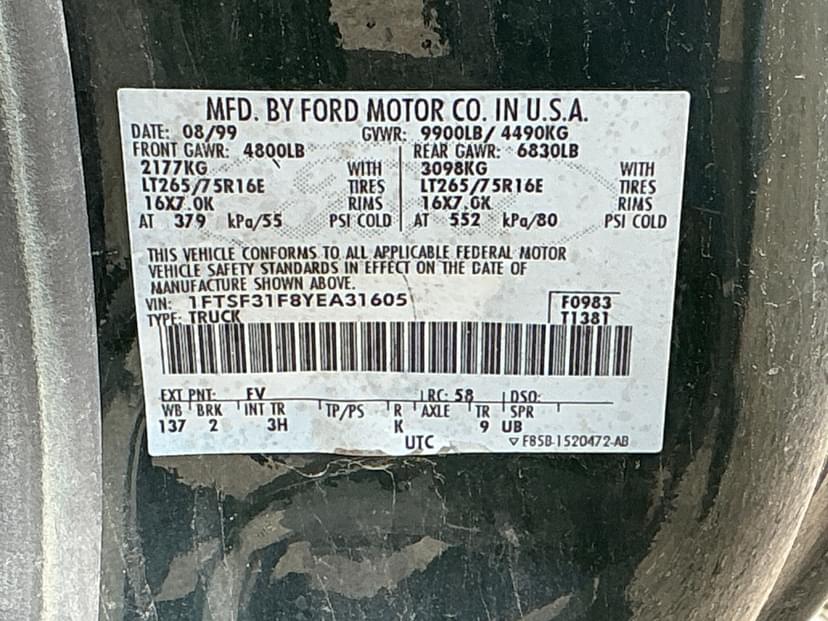 MFD. BY FORD MOTOR CO. IN U.S.A.
DATE: 08/99 GVWR: 9900LB/ 4490KG
FRONT GAWR: 4800LB REAR GAWR: 6830LB
2177KG WITH 3098KG WITH
LT265/75R16E TIRES LT265/75R16E TIRES
16X7.0K RIMS 16X7.0K RIMS
AT 379 kPa/55 PSI COLD AT 552 kPa/80 PSI COLD
THIS VEHICLE CONFORMS TO ALL APPLICABLE FEDERAL MOTOR
VEHICLE SAFETY STANDARDS IN EFFECT ON THE DATE OF
MANUFACTURE SHOWN ABOVE.
VIN: 1FTSF31F8YEA31605 F0983
TYPE: TRUCK T1381
EXT PNT: FV RC: 58 DSO:
WB BRK INT TR TP/PS R AXLE TR SPR
137 2 3H K 9 UB
UTC ▽ F85B-1520472-AB